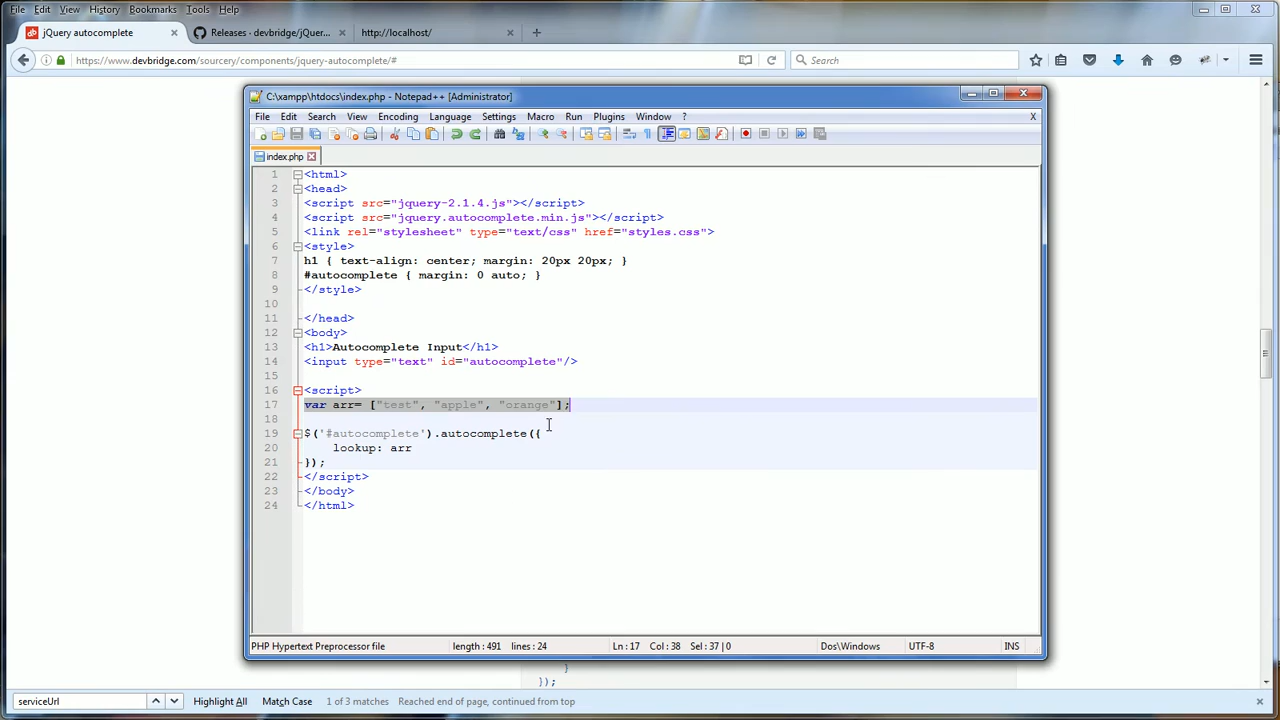 File Edit View History Bookmarks Tools Help
jQuery autocomplete
Releases · devbridge/jQuer...
http://localhost/
https://www.devbridge.com/sourcery/components/jquery-autocomplete/#
Search
C:\xampp\htdocs\index.php - Notepad++ [Administrator]
File Edit Search View Encoding Language Settings Macro Run Plugins Window ? X
index.php
1 <html>
2 <head>
3 <script src="jquery-2.1.4.js"></script>
4 <script src="jquery.autocomplete.min.js"></script>
5 <link rel="stylesheet" type="text/css" href="styles.css">
6 <style>
7 h1 { text-align: center; margin: 20px 20px; }
8 #autocomplete { margin: 0 auto; }
9 </style>
10
11 </head>
12 <body>
13 <h1>Autocomplete Input</h1>
14 <input type="text" id="autocomplete"/>
15
16 <script>
17 var arr= ["test", "apple", "orange"];
18
19 $('#autocomplete').autocomplete({
20 lookup: arr
21 });
22 </script>
23 </body>
24 </html>
PHP Hypertext Preprocessor file length : 491 lines : 24 Ln : 17 Col : 38 Sel : 37 | 0 Dos\Windows UTF-8 INS
}
});
serviceUrl Highlight All Match Case 1 of 3 matches Reached end of page, continued from top